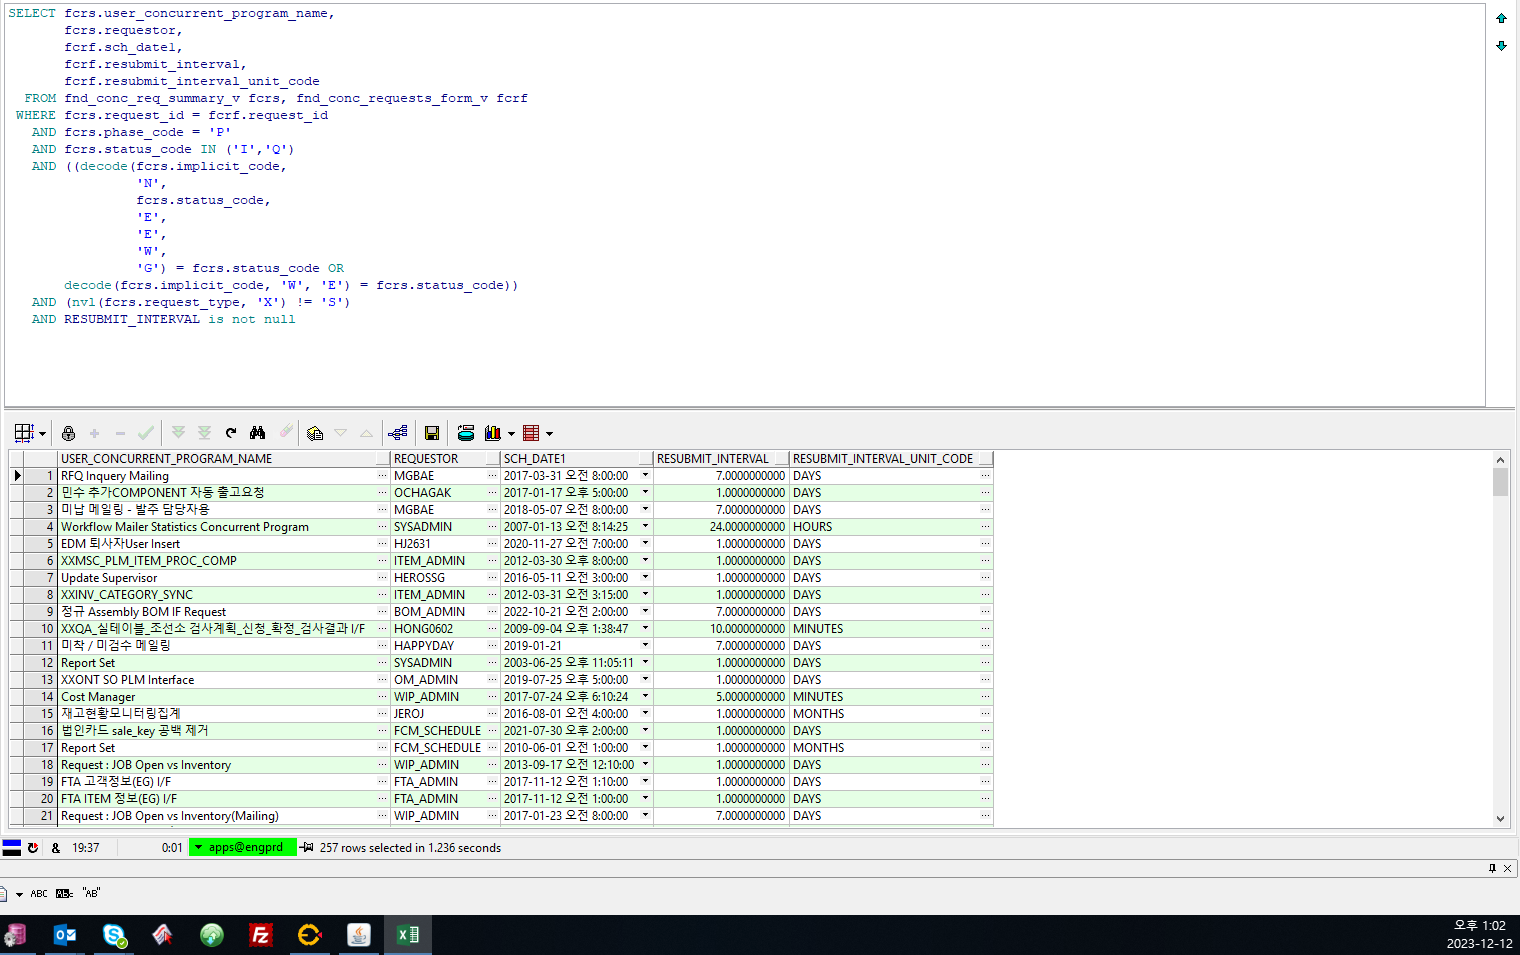 SELECT fcrs.user_concurrent_program_name,
fcrs.requestor,
fcrf.sch_date1,
fcrf.resubmit_interval,
fcrf.resubmit_interval_unit_code
FROM fnd_conc_req_summary_v fcrs, fnd_conc_requests_form_v fcrf
WHERE fcrs.request_id = fcrf.request_id
AND fcrs.phase_code = 'P'
AND fcrs.status_code IN ('I','Q')
AND ((decode(fcrs.implicit_code,
'N',
fcrs.status_code,
'E',
'E',
'W',
'G') = fcrs.status_code OR
decode(fcrs.implicit_code, 'W', 'E') = fcrs.status_code))
AND (nvl(fcrs.request_type, 'X') != 'S')
AND RESUBMIT_INTERVAL is not null
USER_CONCURRENT_PROGRAM_NAME REQUESTOR SCH_DATE1 RESUBMIT_INTERVAL RESUBMIT_INTERVAL_UNIT_CODE
1 RFQ Inquery Mailing MGBAE 2017-03-31 오전 8:00:00 7.0000000000 DAYS
2 민수 추가COMPONENT 자동 출고요청 OCHAGAK 2017-01-17 오후 5:00:00 1.0000000000 DAYS
3 미납 메일링 - 발주 담당자용 MGBAE 2018-05-07 오전 8:00:00 7.0000000000 DAYS
4 Workflow Mailer Statistics Concurrent Program SYSADMIN 2007-01-13 오전 8:14:25 24.0000000000 HOURS
5 EDM 퇴사자User Insert HJ2631 2020-11-27 오전 7:00:00 1.0000000000 DAYS
6 XXMSC_PLM_ITEM_PROC_COMP ITEM_ADMIN 2012-03-30 오후 8:00:00 1.0000000000 DAYS
7 Update Supervisor HEROSSG 2016-05-11 오전 3:00:00 1.0000000000 DAYS
8 XXINV_CATEGORY_SYNC ITEM_ADMIN 2012-03-31 오전 3:15:00 1.0000000000 DAYS
9 정규 Assembly BOM IF Request BOM_ADMIN 2022-10-21 오전 2:00:00 7.0000000000 DAYS
10 XXQA_실테이블_조선소 검사계획_신청_확정_검사결과 I/F HONG0602 2009-09-04 오후 1:38:47 10.0000000000 MINUTES
11 미착 / 미검수 메일링 HAPPYDAY 2019-01-21 7.0000000000 DAYS
12 Report Set SYSADMIN 2003-06-25 오후 11:05:11 1.0000000000 DAYS
13 XXONT SO PLM Interface OM_ADMIN 2019-07-25 오후 5:00:00 1.0000000000 DAYS
14 Cost Manager WIP_ADMIN 2017-07-24 오후 6:10:24 5.0000000000 MINUTES
15 재고현황모니터링집계 JEROJ 2016-08-01 오전 4:00:00 1.0000000000 MONTHS
16 법인카드 sale_key 공백 제거 FCM_SCHEDULE 2021-07-30 오후 2:00:00 1.0000000000 DAYS
17 Report Set FCM_SCHEDULE 2010-06-01 오전 1:00:00 1.0000000000 MONTHS
18 Request : JOB Open vs Inventory WIP_ADMIN 2013-09-17 오전 12:10:00 1.0000000000 DAYS
19 FTA 고객정보(EG) I/F FTA_ADMIN 2017-11-12 오전 1:10:00 1.0000000000 DAYS
20 FTA ITEM 정보(EG) I/F FTA_ADMIN 2017-11-12 오전 1:00:00 1.0000000000 DAYS
21 Request : JOB Open vs Inventory(Mailing) WIP_ADMIN 2017-01-23 오전 8:00:00 7.0000000000 DAYS
& 19:37 0:01 apps@engprd 257 rows selected in 1.236 seconds
ABC Abc "AB"
오후 1:02
2023-12-12